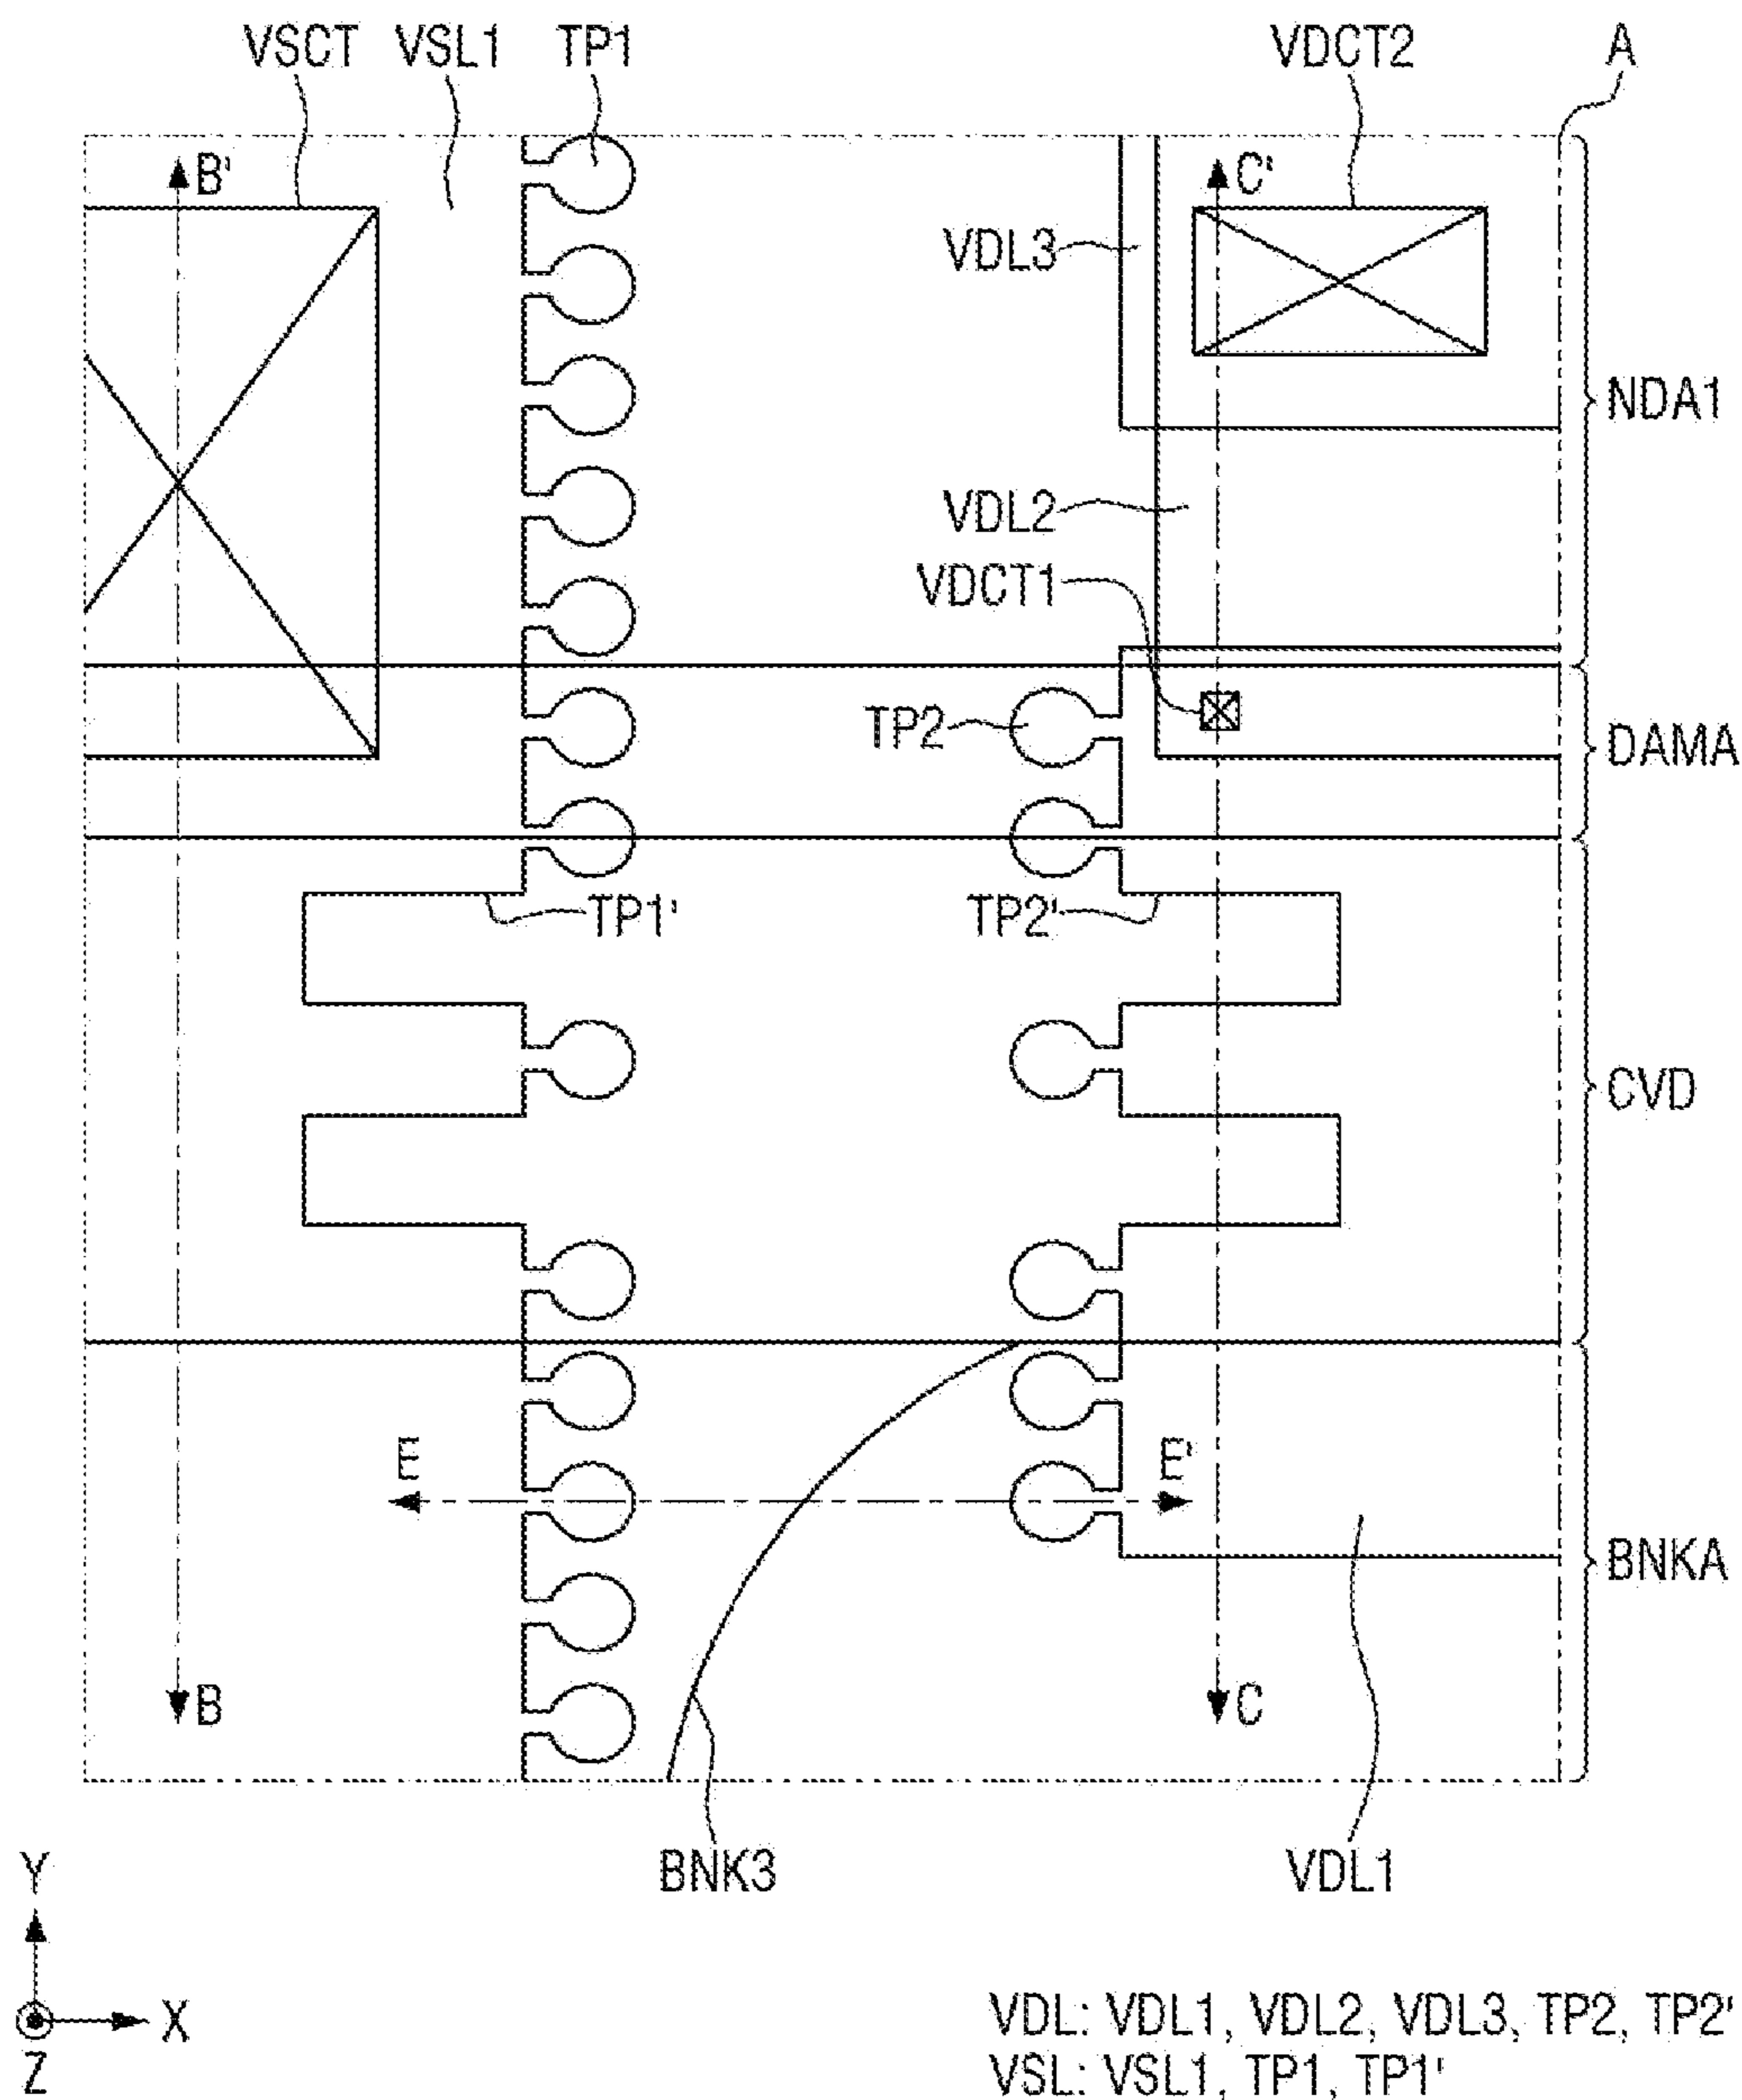 VSCT VSL1 TP1 VDCT2 A
B' C'
VDL3
NDA1
VDL2
VDCT1
TP2 DAMA
TP1' TP2'
CVD
E E'
BNKA
B C
BNK3 VDL1
Y
X
Z
VDL: VDL1, VDL2, VDL3, TP2, TP2'
VSL: VSL1, TP1, TP1'